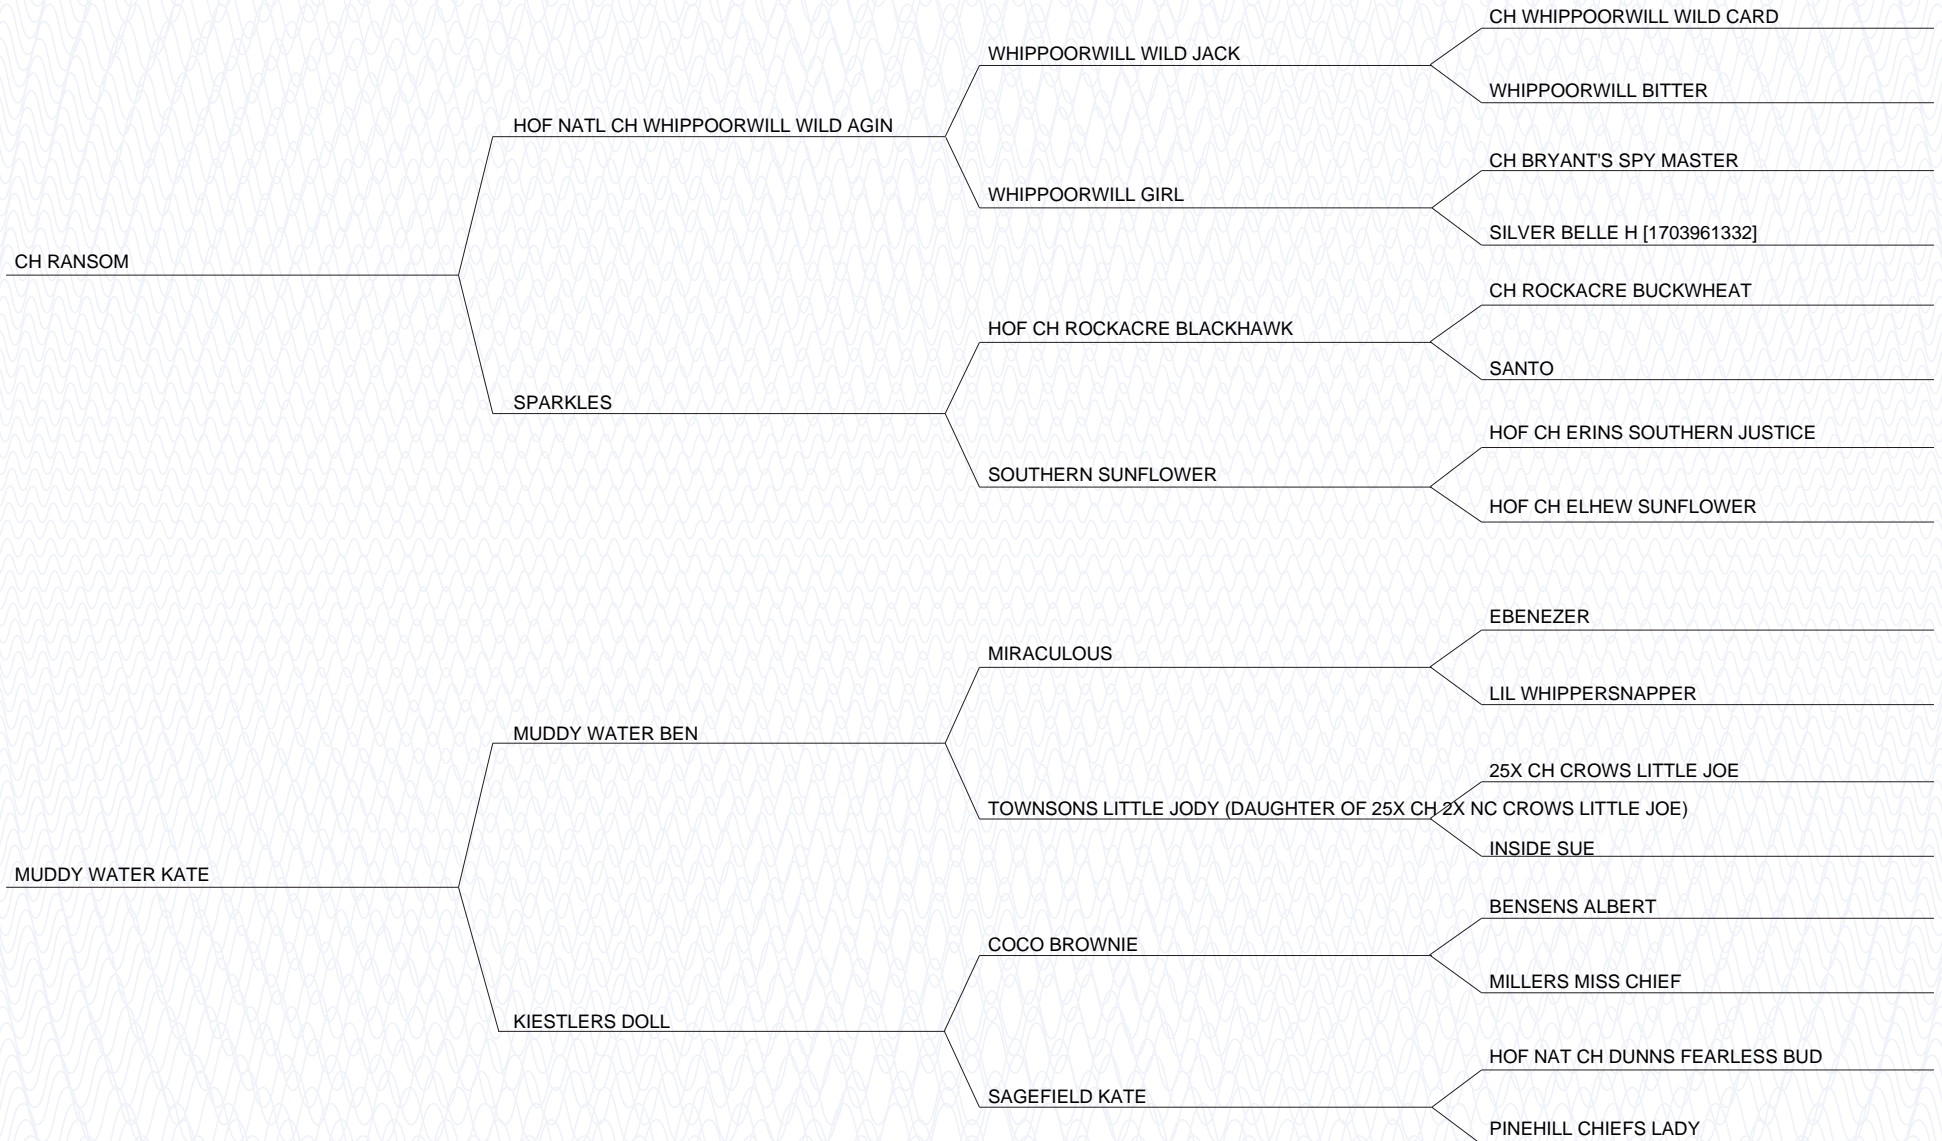 CH WHIPPOORWILL WILD CARD
WHIPPOORWILL WILD JACK
WHIPPOORWILL BITTER
HOF NATL CH WHIPPOORWILL WILD AGIN
CH BRYANT'S SPY MASTER
WHIPPOORWILL GIRL
SILVER BELLE H [1703961332]
CH RANSOM
CH ROCKACRE BUCKWHEAT
HOF CH ROCKACRE BLACKHAWK
SANTO
SPARKLES
HOF CH ERINS SOUTHERN JUSTICE
SOUTHERN SUNFLOWER
HOF CH ELHEW SUNFLOWER
EBENEZER
MIRACULOUS
LIL WHIPPERSNAPPER
MUDDY WATER BEN
25X CH CROWS LITTLE JOE
TOWNSONS LITTLE JODY (DAUGHTER OF 25X CH 2X NC CROWS LITTLE JOE)
INSIDE SUE
MUDDY WATER KATE
BENSENS ALBERT
COCO BROWNIE
MILLERS MISS CHIEF
KIESTLERS DOLL
HOF NAT CH DUNNS FEARLESS BUD
SAGEFIELD KATE
PINEHILL CHIEFS LADY